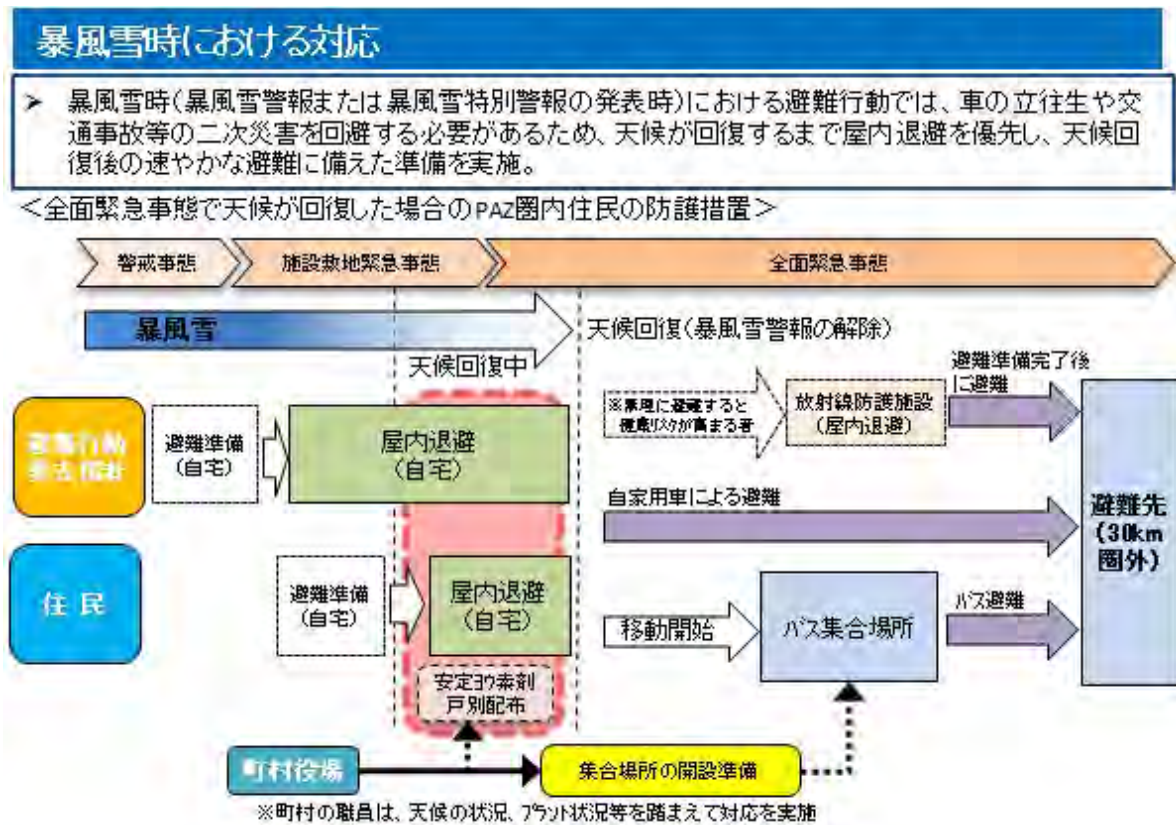 暴風雪時における対応
➢ 暴風雪時(暴風雪警報または暴風雪特別警報の発表時)における避難行動では、車の立往生や交
通事故等の二次災害を回避する必要があるため、天候が回復するまで屋内退避を優先し、天候回
復後の速やかな避難に備えた準備を実施。
＜全面緊急事態で天候が回復した場合のPAZ圏内住民の防護措置＞
警戒事態
施設敷地緊急事態
全面緊急事態
暴風雪
天候回復(暴風雪警報の解除)
天候回復中
避難準備完了後
に避難
※無理に避難すると
健康リスクが高まる者
放射線防護施設
(屋内退避)
避難行動
避難準備
(自宅)
屋内退避
(自宅)
自家用車による避難
避難先
(30km
圏外)
住民
避難準備
(自宅)
屋内退避
(自宅)
移動開始
バス集合場所
バス避難
安定ヨウ素剤
戸別配布
町村役場
集合場所の開設準備
※町村の職員は、天候の状況、プラント状況等を踏まえて対応を実施